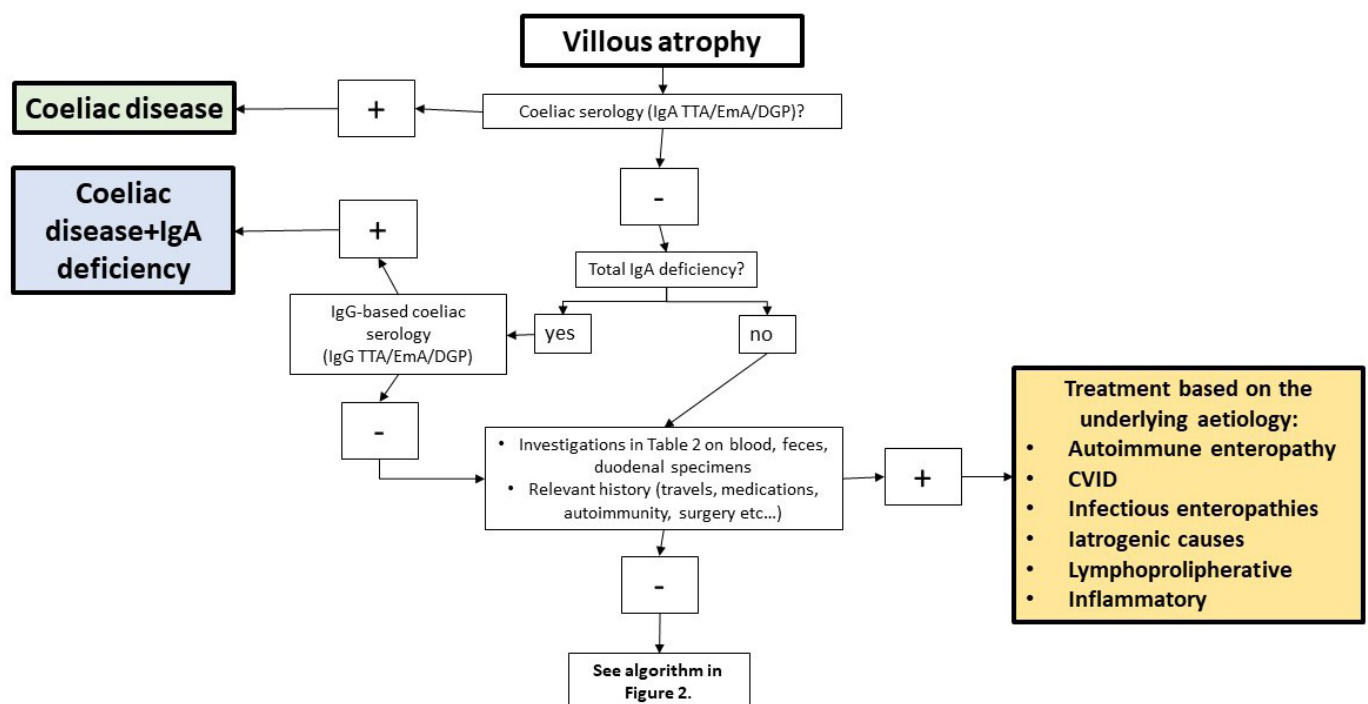 Villous atrophy
Coeliac disease
+
Coeliac serology (IgA TTA/EmA/DGP)?
-
Coeliac
disease+IgA
deficiency
+
Total IgA deficiency?
IgG-based coeliac
serology
(IgG TTA/EmA/DGP)
yes
no
-
• Investigations in Table 2 on blood, feces,
duodenal specimens
• Relevant history (travels, medications,
autoimmunity, surgery etc...)
+
Treatment based on the
underlying aetiology:
• Autoimmune enteropathy
• CVID
• Infectious enteropathies
• Iatrogenic causes
• Lymphoprolipherative
• Inflammatory
-
See algorithm in
Figure 2.